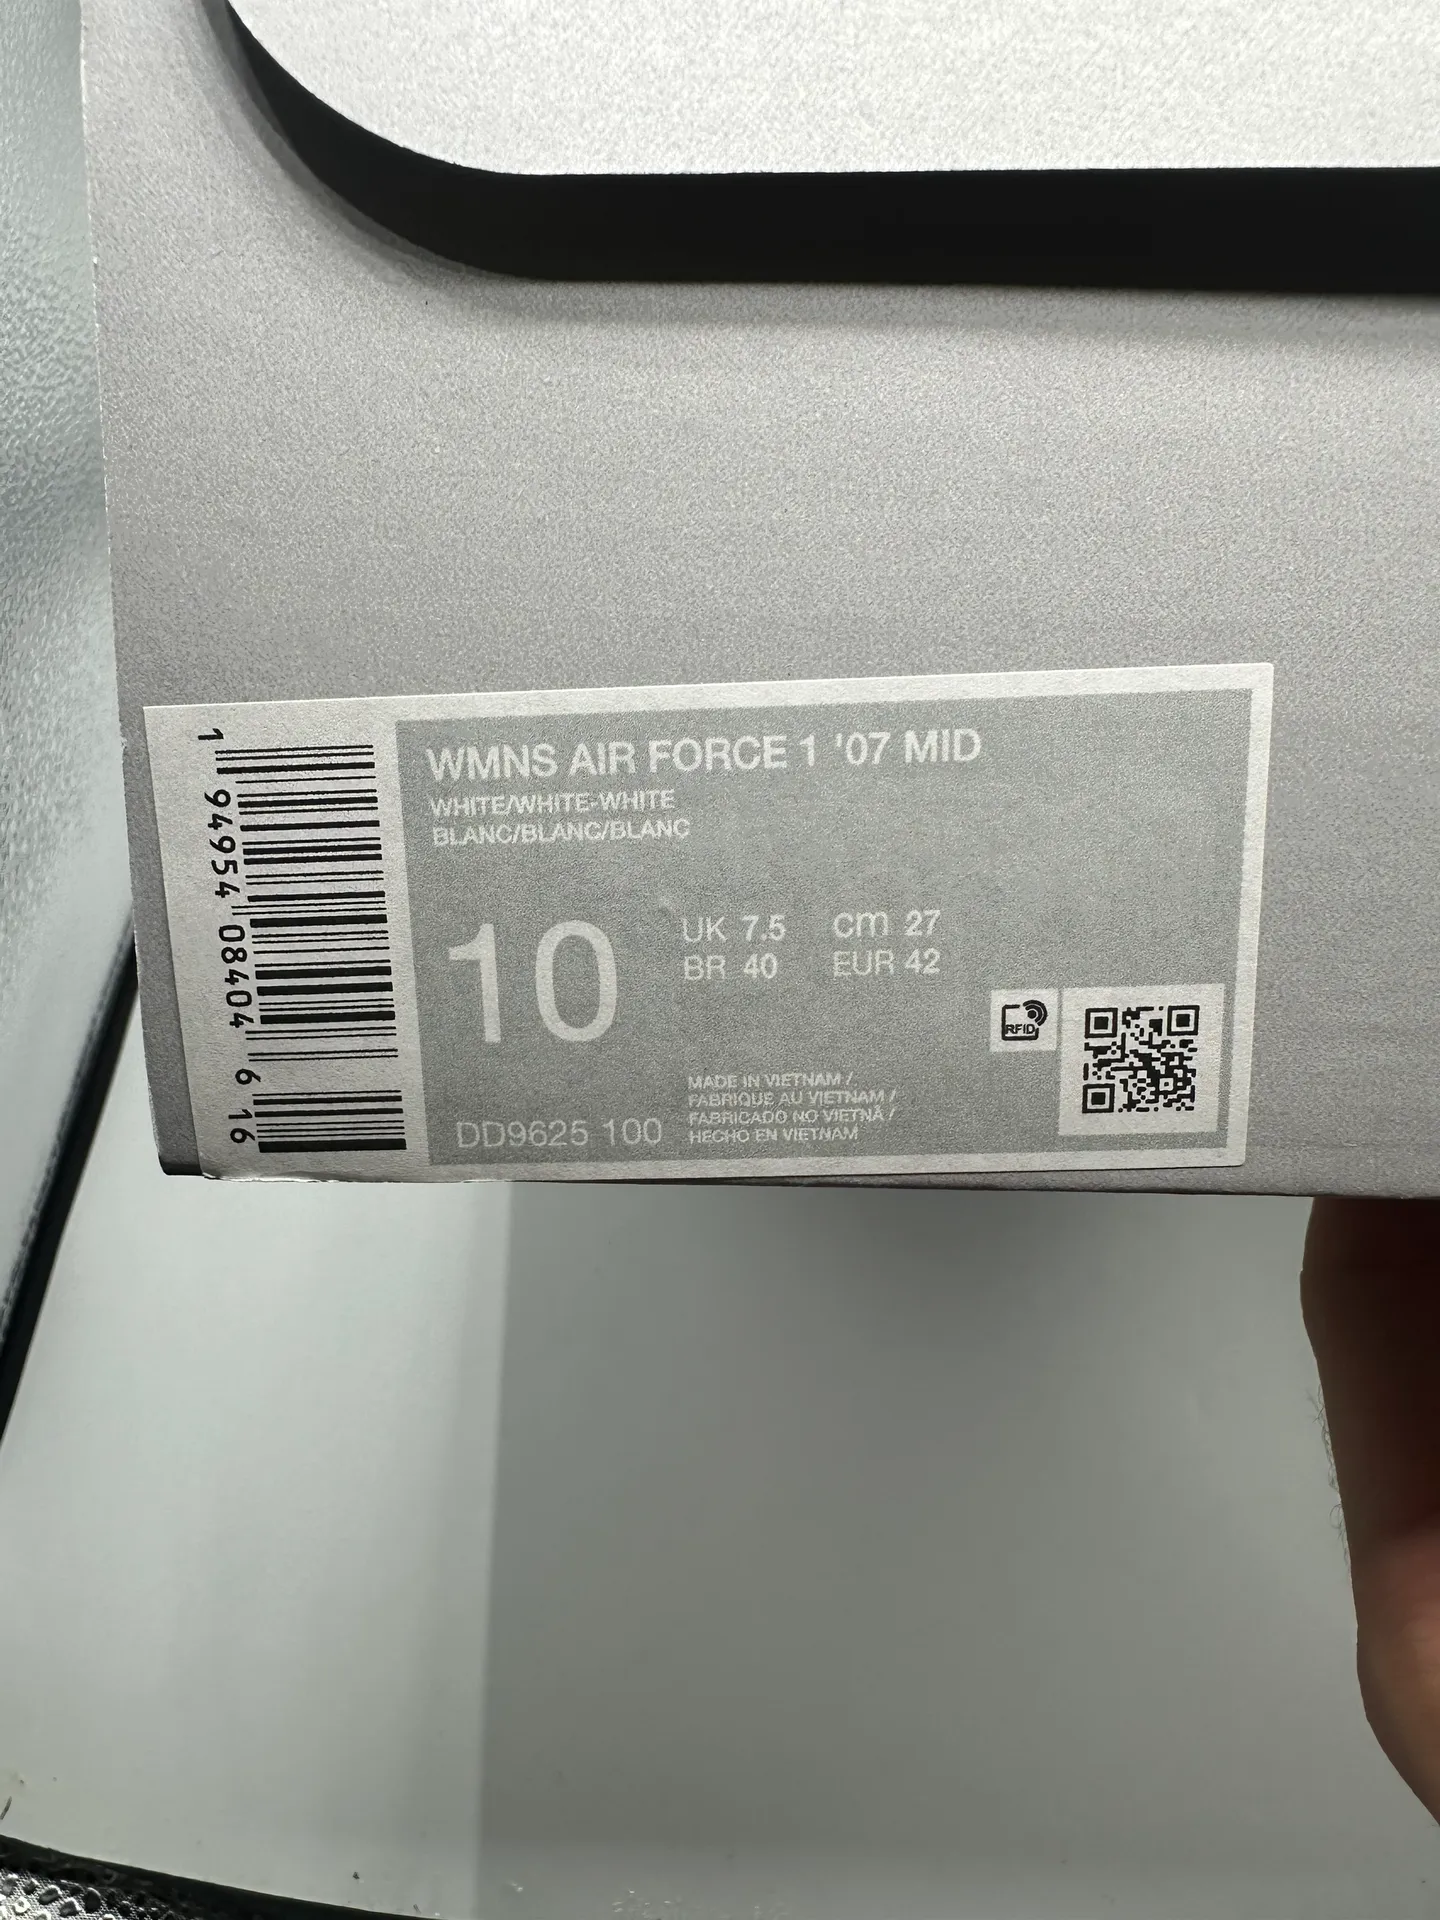 WMNS AIR FORCE 1 '07 MID
WHITE/WHITE-WHITE
BLANC/BLANC/BLANC
10
UK 7.5 cm 27
BR 40 EUR 42
RFID
MADE IN VIETNAM /
FABRIQUE AU VIETNAM /
FABRICADO NO VIETNÃ /
HECHO EN VIETNAM
DD9625 100
1 94954 08404 6 16